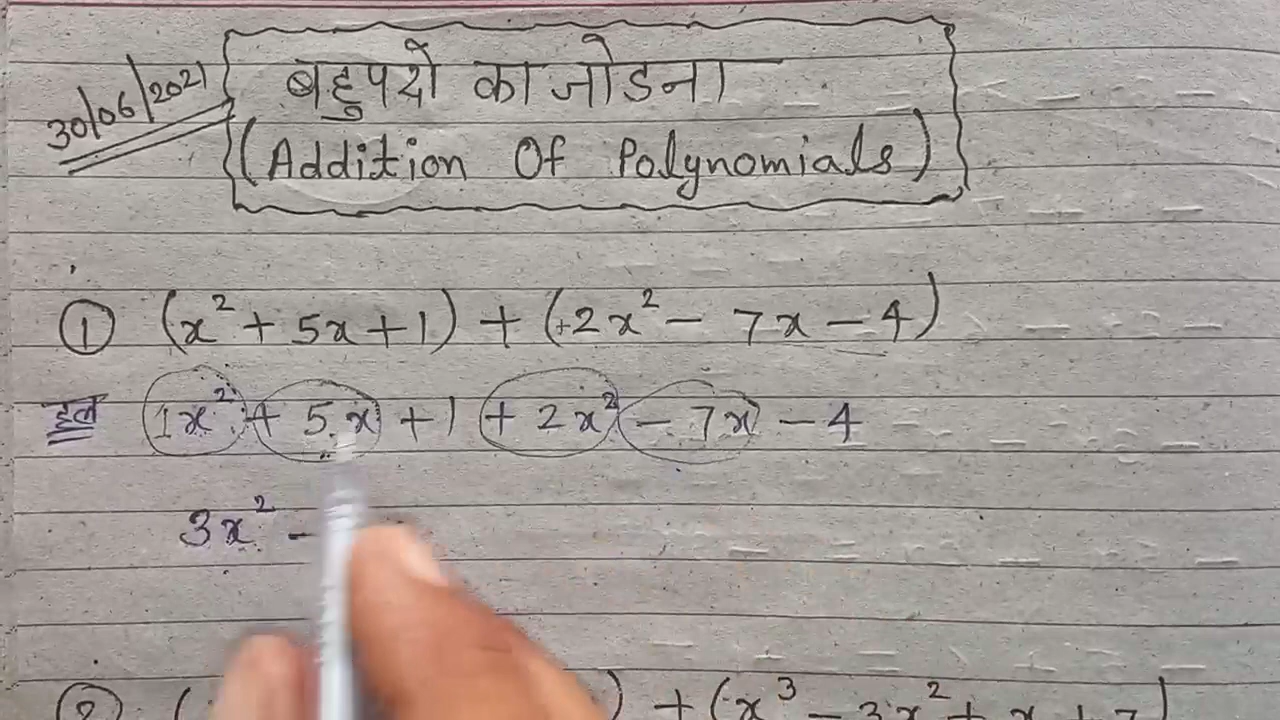 30/06/2021
बहुपदो का जोडना
(Addition Of Polynomials)
① (x² + 5x + 1) + (+2x² - 7x - 4)
हल 1x² + 5x + 1 + 2x² - 7x - 4
3x² -
② ( ) + (x³ - 3x² + x + 7)